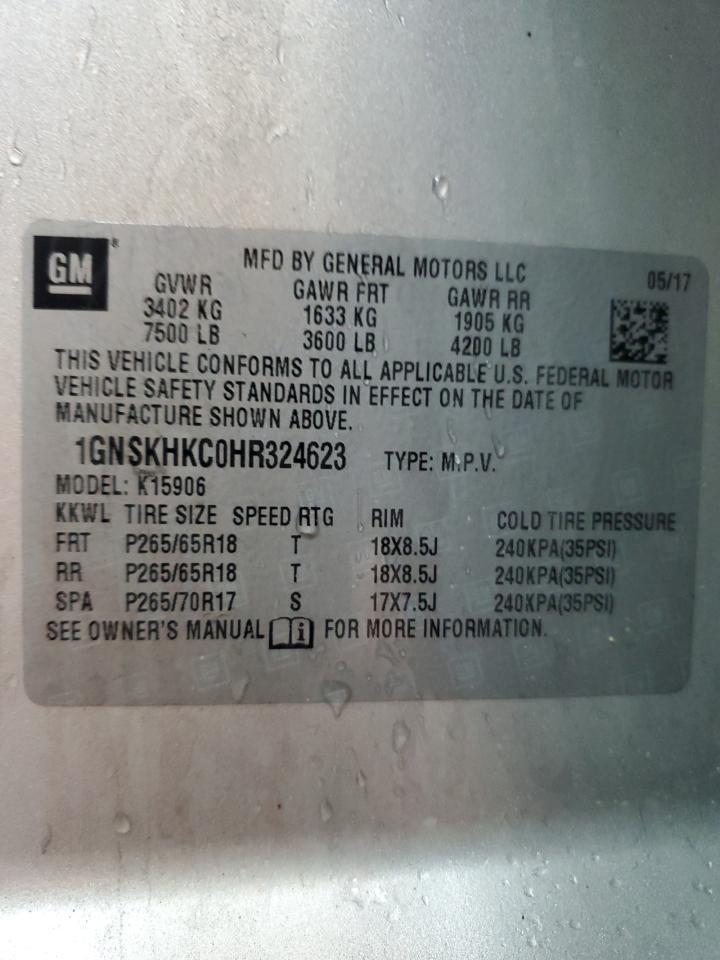 GM®
MFD BY GENERAL MOTORS LLC 05/17
GVWR GAWR FRT GAWR RR
3402 KG 1633 KG 1905 KG
7500 LB 3600 LB 4200 LB
THIS VEHICLE CONFORMS TO ALL APPLICABLE U.S. FEDERAL MOTOR
VEHICLE SAFETY STANDARDS IN EFFECT ON THE DATE OF
MANUFACTURE SHOWN ABOVE.
1GNSKHKC0HR324623 TYPE: M.P.V.
MODEL: K15906
KKWL TIRE SIZE SPEED RTG RIM COLD TIRE PRESSURE
FRT P265/65R18 T 18X8.5J 240KPA(35PSI)
RR P265/65R18 T 18X8.5J 240KPA(35PSI)
SPA P265/70R17 S 17X7.5J 240KPA(35PSI)
SEE OWNER'S MANUAL i FOR MORE INFORMATION.